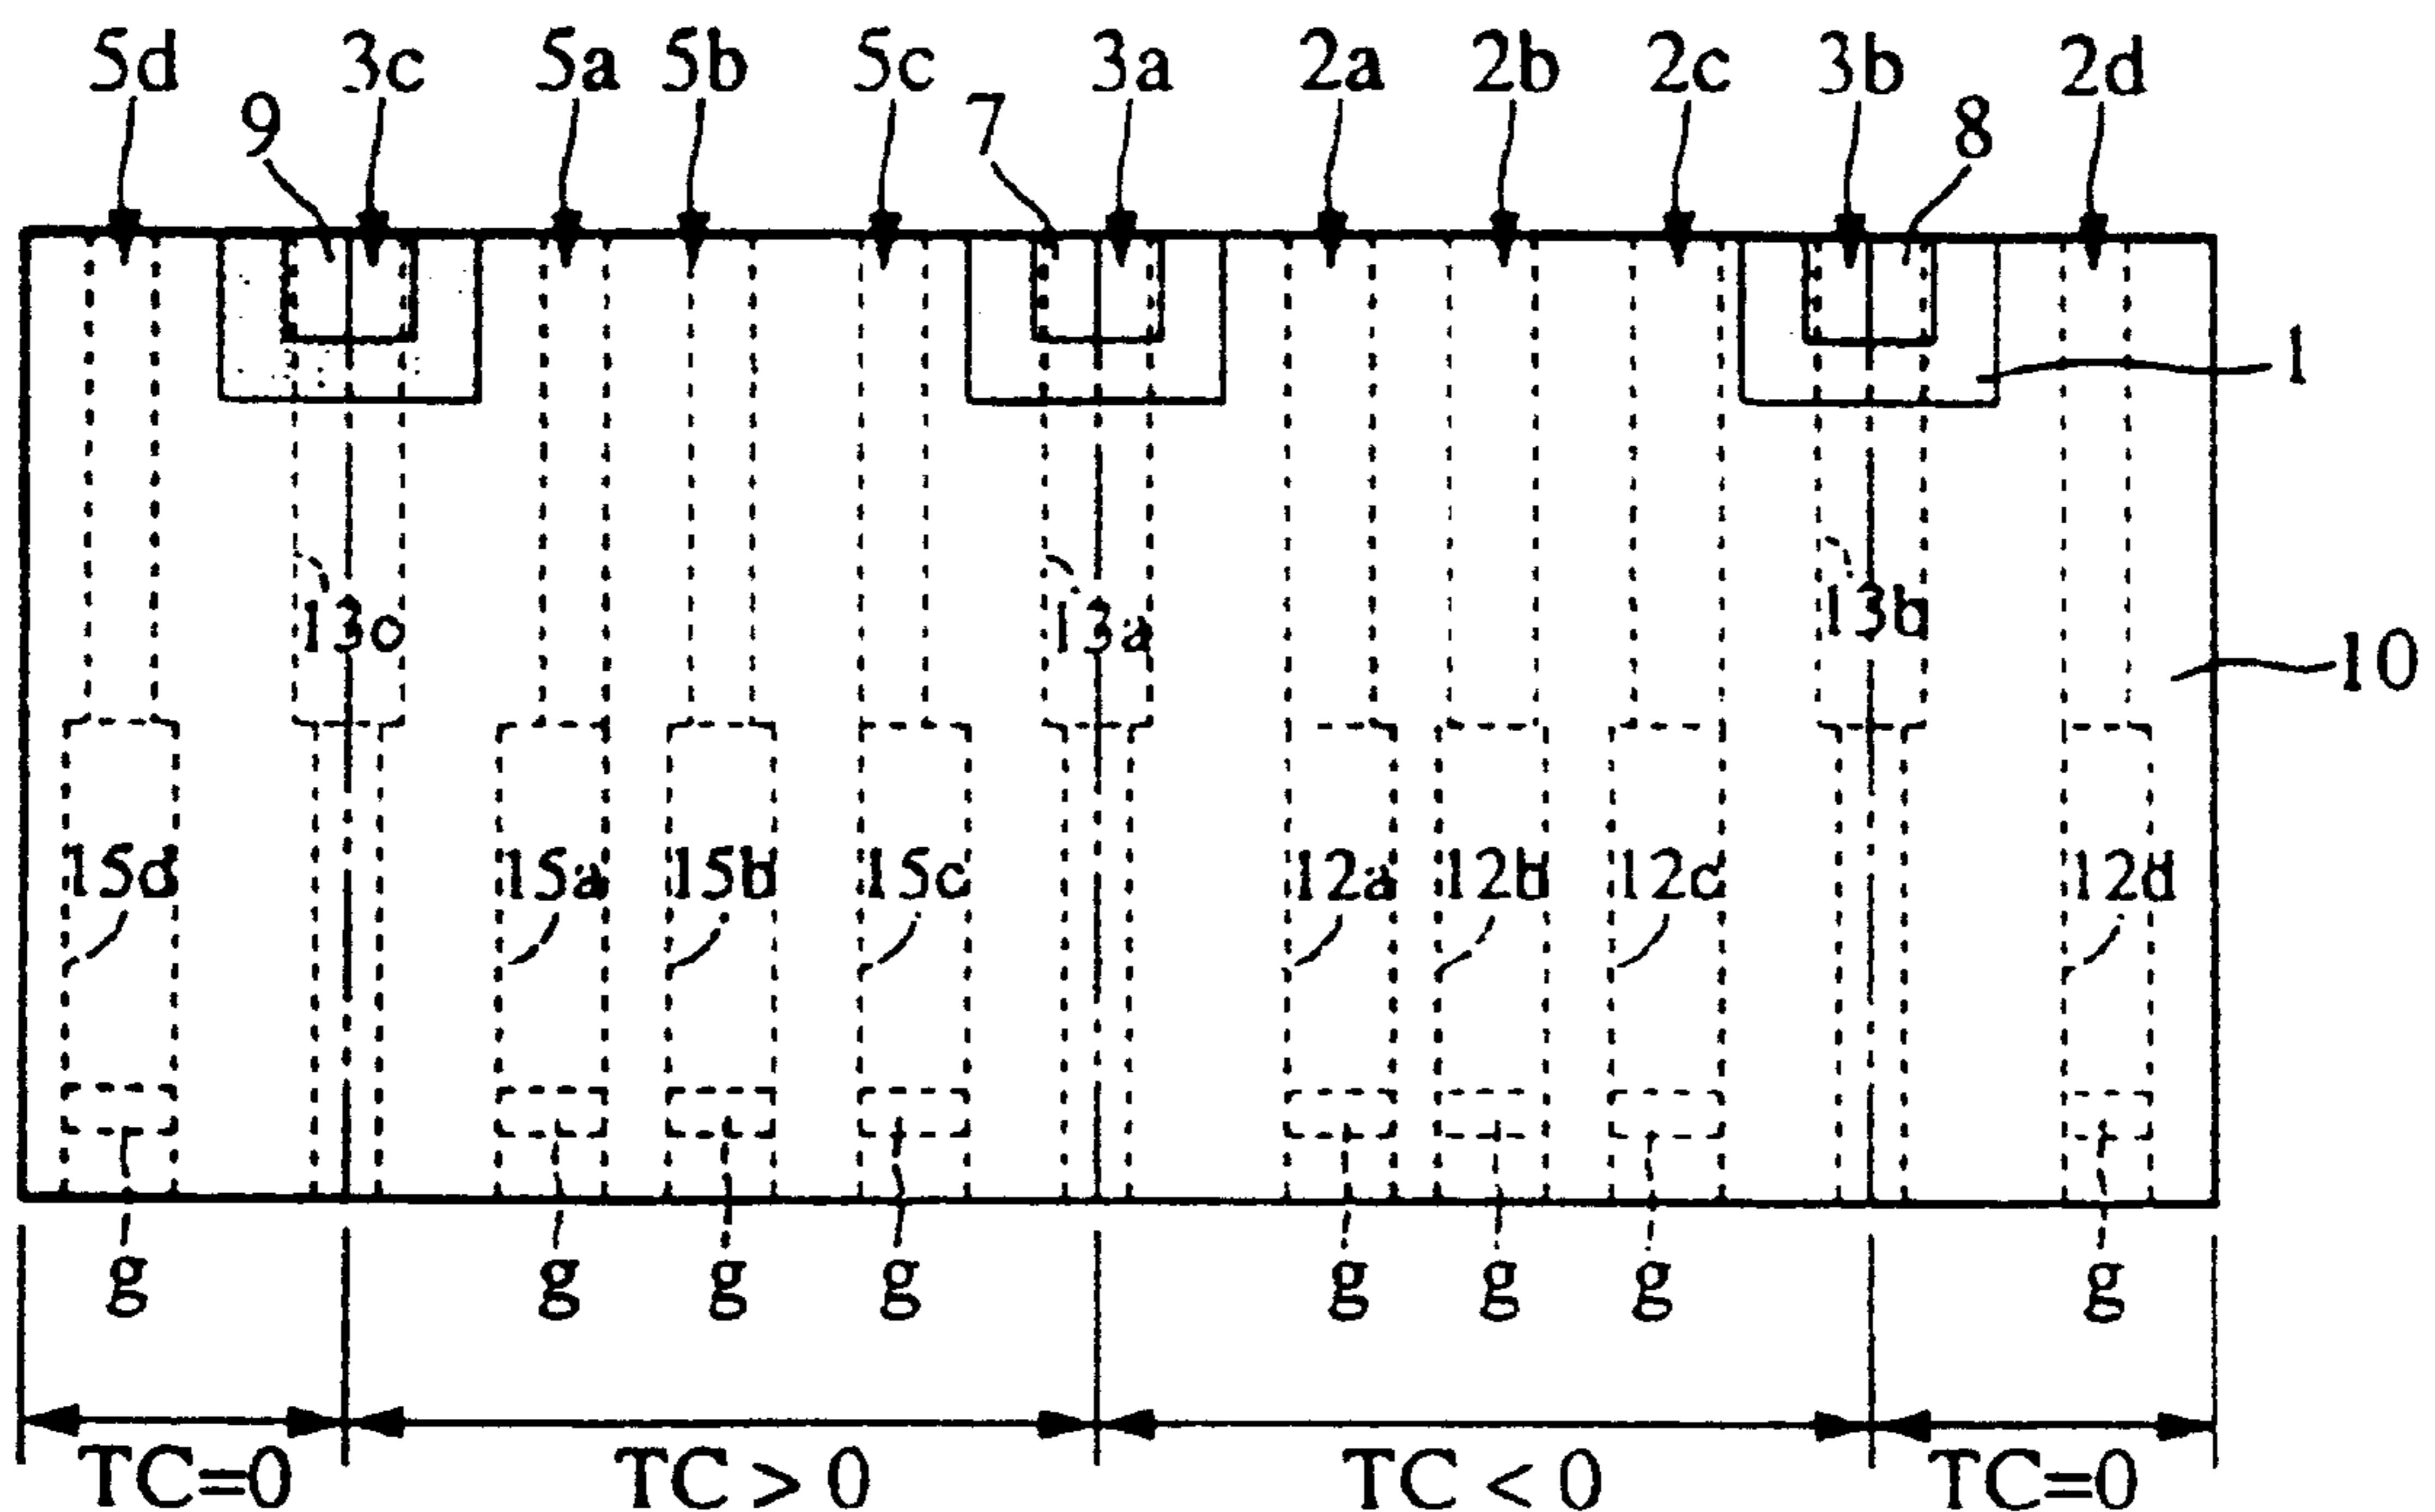 5d 3c 5a 5b 5c 3a 2a 2b 2c 3b 2d
9 7 8
1
13c 13a 13b
10
15d 15a 15b 15c 12a 12b 12c 12d
g g g g g g g g
TC=0 TC > 0 TC < 0 TC=0